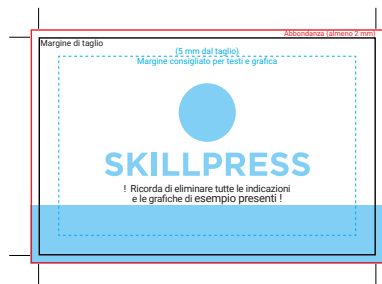 Abbondanza (almeno 2 mm)
Margine di taglio
(5 mm dal taglio)
Margine consigliato per testi e grafica
SKILLPRESS
! Ricorda di eliminare tutte le indicazioni
e le grafiche di esempio presenti !